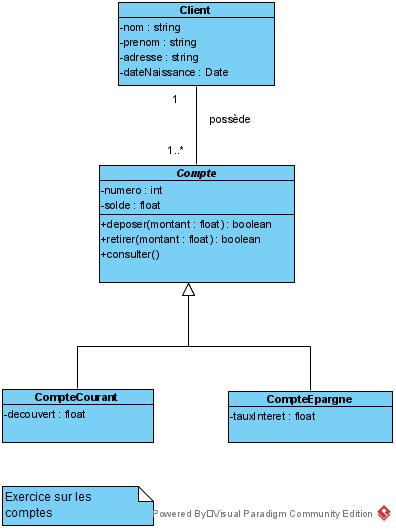 Client
-nom : string
-prenom : string
-adresse : string
-dateNaissance : Date
1
possède
1..*
Compte
-numero : int
-solde : float
+deposer(montant : float) : boolean
+retirer(montant : float) : boolean
+consulter()
CompteCourant
-decouvert : float
CompteEpargne
-tauxInteret : float
Exercice sur les
comptes
Powered By Visual Paradigm Community Edition